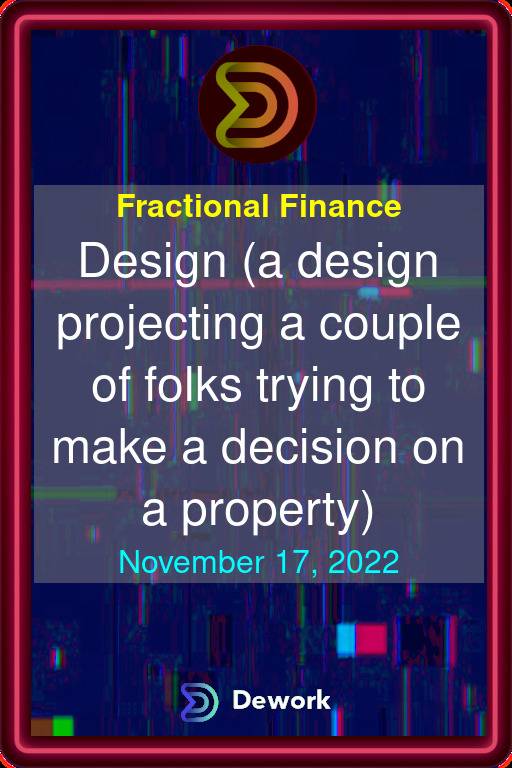 Fractional Finance
Design (a design
projecting a couple
of folks trying to
make a decision on
a property)
November 17, 2022
Dework